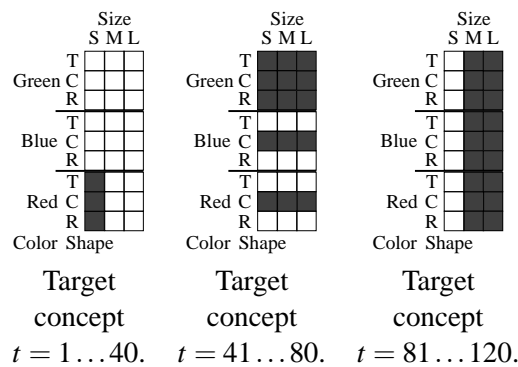 Size Size Size
S M L S M L S M L
T T T
Green C Green C Green C
R R R
T T T
Blue C Blue C Blue C
R R R
T T T
Red C Red C Red C
R R R
Color Shape Color Shape Color Shape
Target Target Target
concept concept concept
t = 1...40. t = 41...80. t = 81...120.